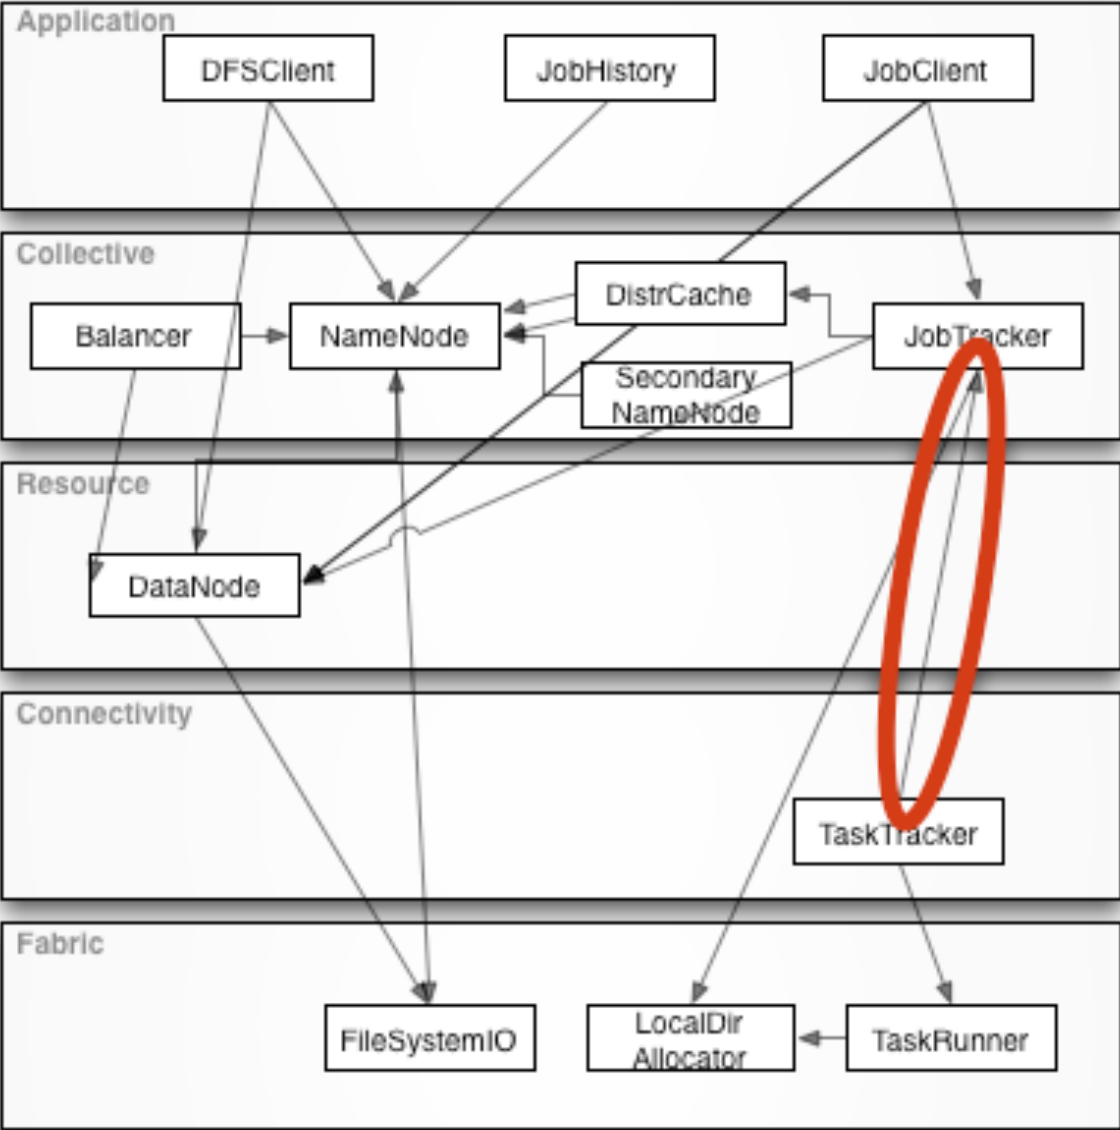 Application
DFSClient
JobHistory
JobClient
Collective
Balancer
NameNode
DistrCache
JobTracker
Secondary
NameNode
Resource
DataNode
Connectivity
TaskTracker
Fabric
FileSystemIO
LocalDir
Allocator
TaskRunner